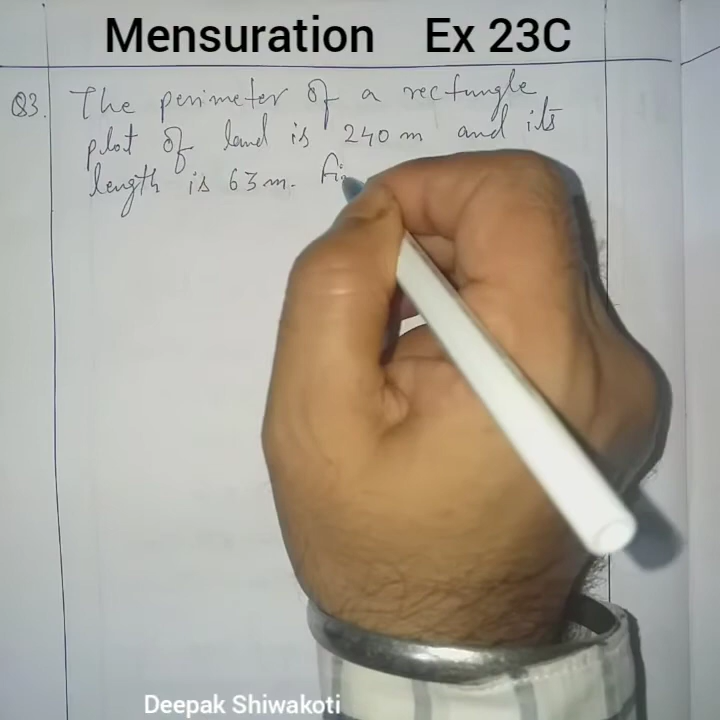 Mensuration Ex 23C
Q3. The perimeter of a rectangle
plot of land is 240 m and its
length is 63 m. Fin
Deepak Shiwakoti